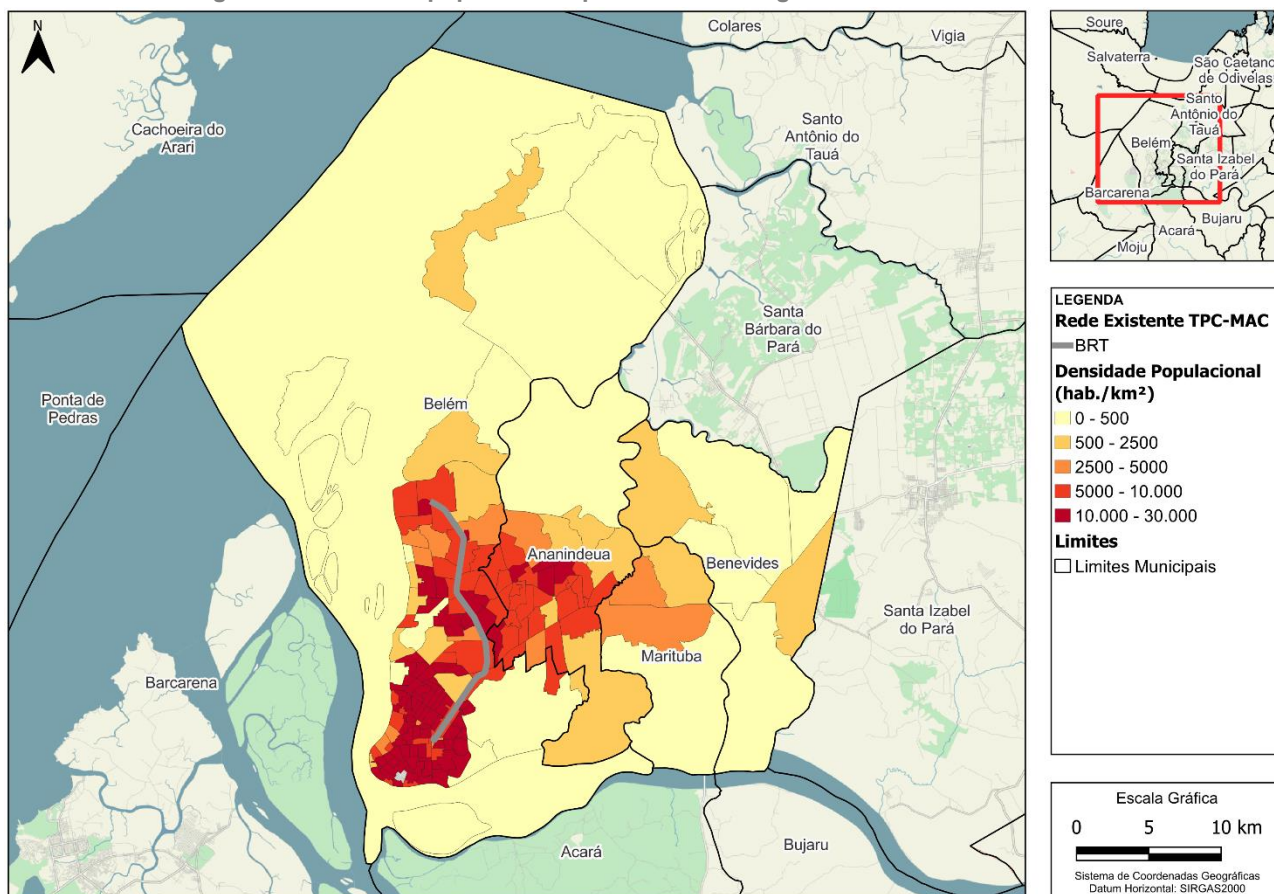 N
Colares
Vigia
Cachoeira do
Arari
Santo
Antônio do
Tauá
Santa
Bárbara do
Pará
Ponta de
Pedras
Belém
Ananindeua
Benevides
Santa Izabel
do Pará
Marituba
Barcarena
Acará
Bujaru
Soure
Salvaterra
São Caetano
de Odivelas
Santo
Antônio do
Tauá
Belém
Santa Izabel
do Pará
Barcarena
Bujaru
Acará
Moju
LEGENDA
Rede Existente TPC-MAC
BRT
Densidade Populacional
(hab./km²)
0 - 500
500 - 2500
2500 - 5000
5000 - 10.000
10.000 - 30.000
Limites
Limites Municipais
Escala Gráfica
0 5 10 km
Sistema de Coordenadas Geográficas
Datum Horizontal: SIRGAS2000